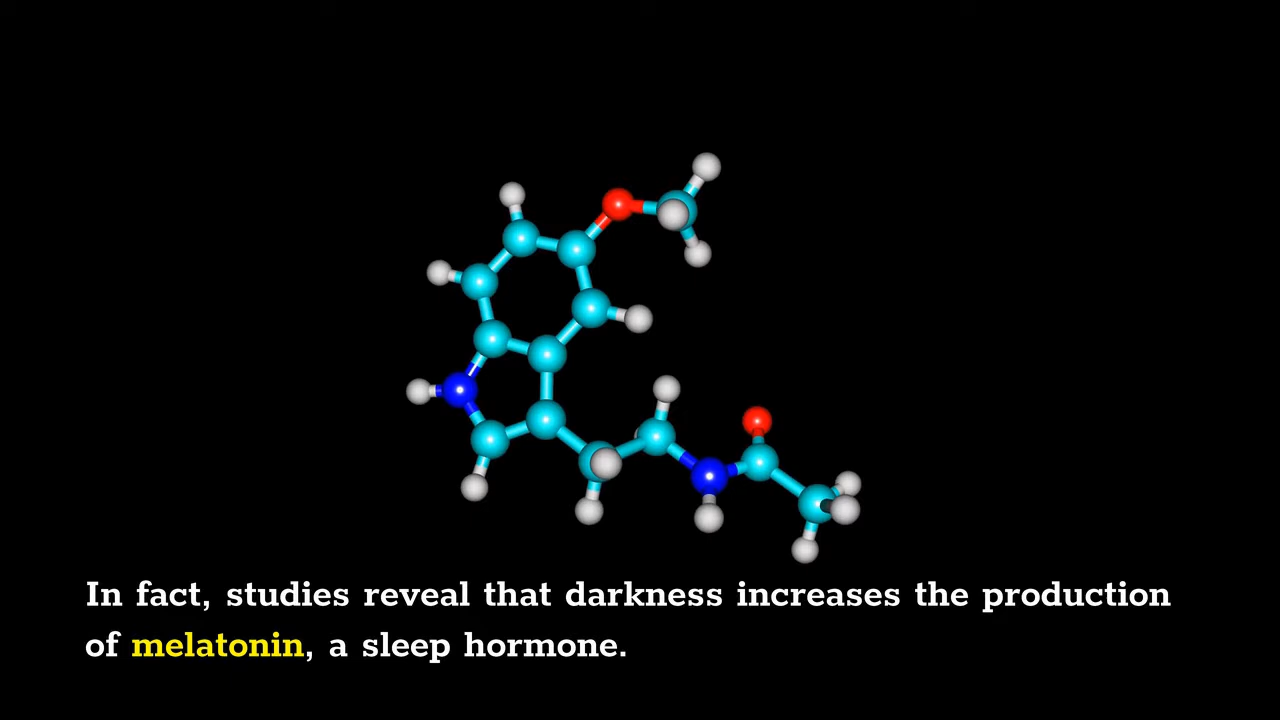 In fact, studies reveal that darkness increases the production
of melatonin, a sleep hormone.